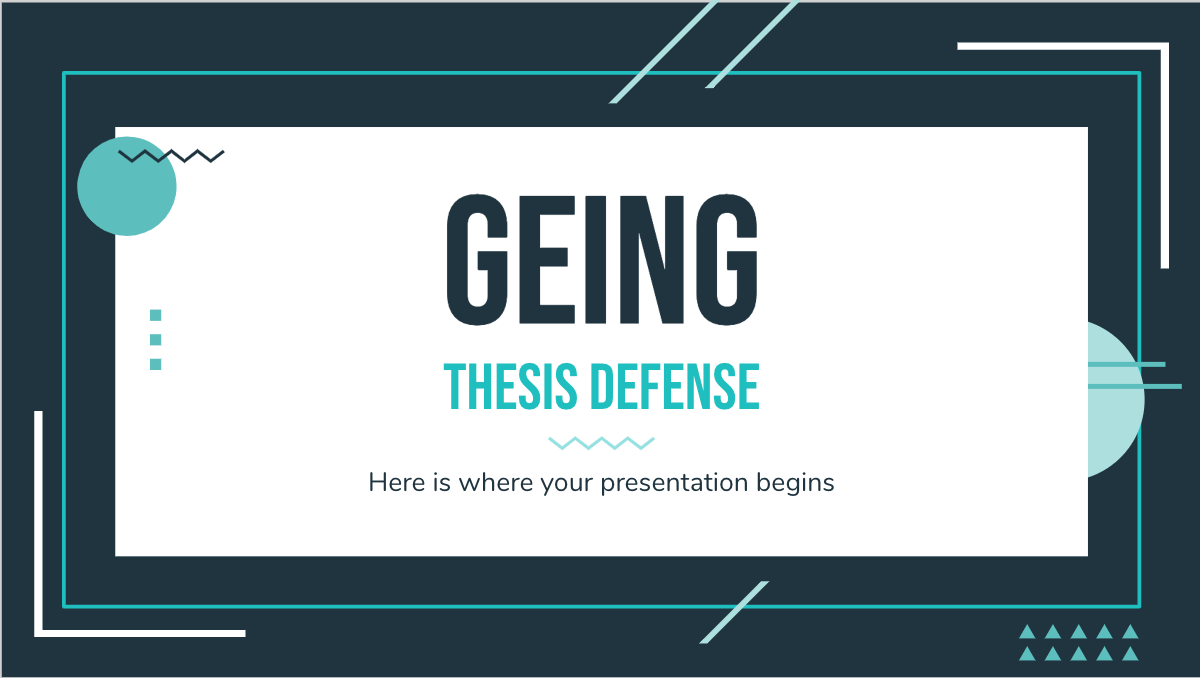 GEING
THESIS DEFENSE
Here is where your presentation begins